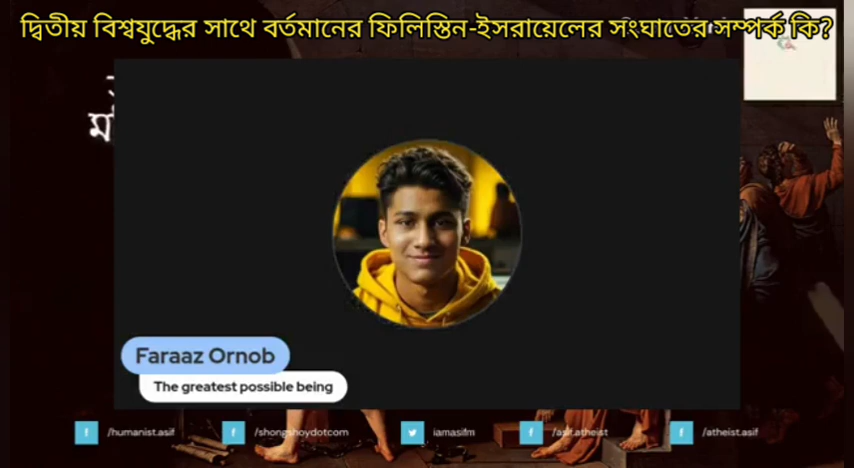 দ্বিতীয় বিশ্বযুদ্ধের সাথে বর্তমানের ফিলিস্তিন-ইসরায়েলের সংঘাতের সম্পর্ক কি?
Faraaz Ornob
The greatest possible being
/humanist.asif /shongshoydotcom iamasifm /asif.atheist /atheist.asif